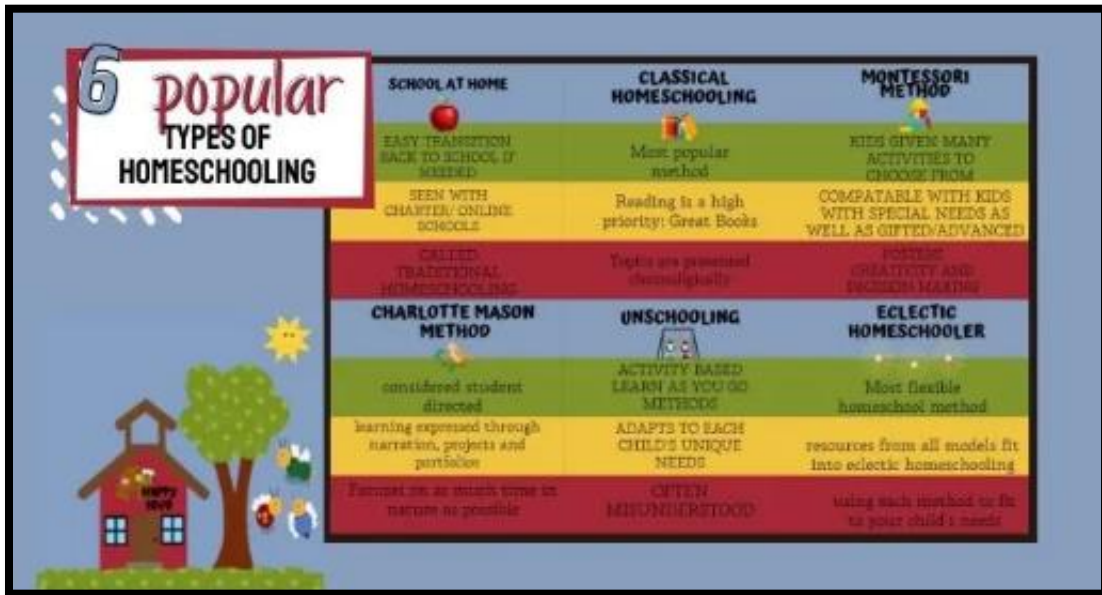 6 popular
TYPES OF
HOMESCHOOLING
SCHOOL AT HOME
EASY TRANSITION
BACK TO SCHOOL IF
NEEDED
SEEN WITH
CHARTER/ ONLINE
SCHOOLS
CALLED
TRADITIONAL
HOMESCHOOLING
CLASSICAL
HOMESCHOOLING
Most popular
method
Reading is a high
priority: Great Books
Topics are presented
chronologically
MONTESSORI
METHOD
KIDS GIVEN MANY
ACTIVITIES TO
CHOOSE FROM
COMPATABLE WITH KIDS
WITH SPECIAL NEEDS AS
WELL AS GIFTED/ADVANCED
FOSTERS
CREATIVITY AND
DECISION MAKING
CHARLOTTE MASON
METHOD
considered student
directed
learning expressed through
narration, projects and
portfolios
Focuses on as much time in
nature as possible
UNSCHOOLING
ACTIVITY BASED
LEARN AS YOU GO
METHODS
ADAPTS TO EACH
CHILD'S UNIQUE
NEEDS
OFTEN
MISUNDERSTOOD
ECLECTIC
HOMESCHOOLER
Most flexible
homeschool method
resources from all models fit
into eclectic homeschooling
using each method to fit
to your child's needs
HAPPY